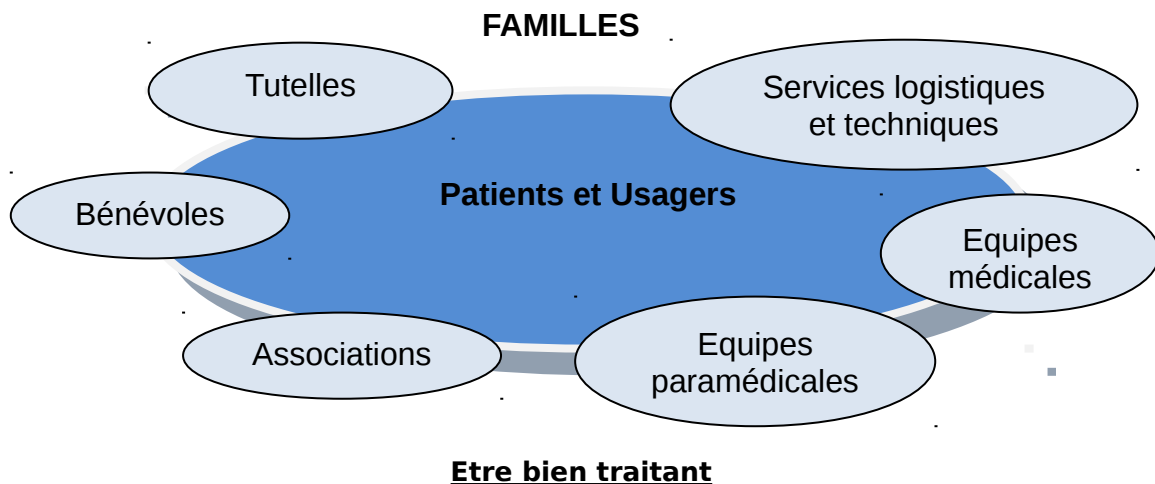 FAMILLES
Tutelles
Services logistiques
et techniques
Patients et Usagers
Bénévoles
Equipes
médicales
Associations
Equipes
paramédicales
Etre bien traitant